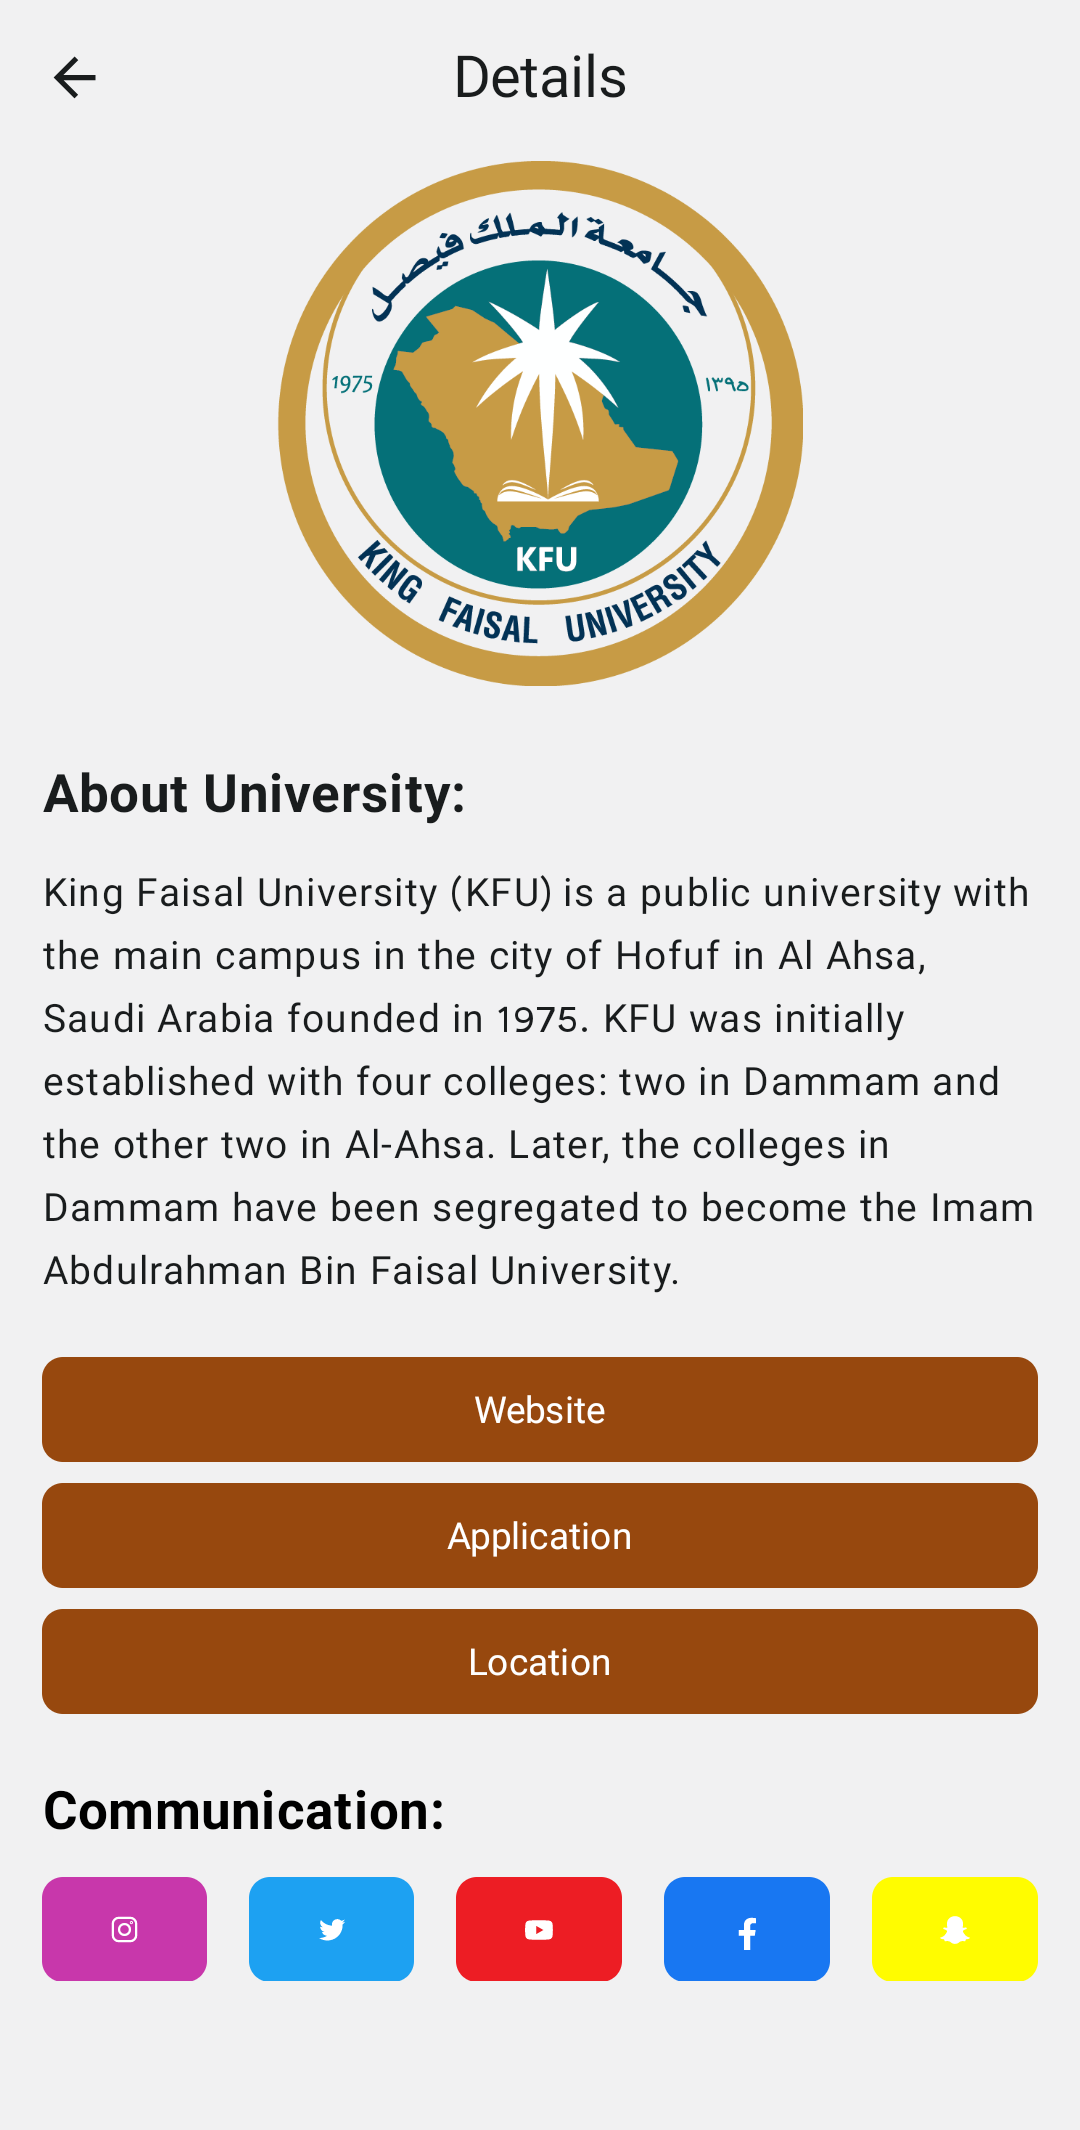 Details
جامعة الملك فيصل
1975
١٣٩٥
KFU
KING FAISAL UNIVERSITY
About University:
King Faisal University (KFU) is a public university with
the main campus in the city of Hofuf in Al Ahsa,
Saudi Arabia founded in 1975. KFU was initially
established with four colleges: two in Dammam and
the other two in Al-Ahsa. Later, the colleges in
Dammam have been segregated to become the Imam
Abdulrahman Bin Faisal University.
Website
Application
Location
Communication: